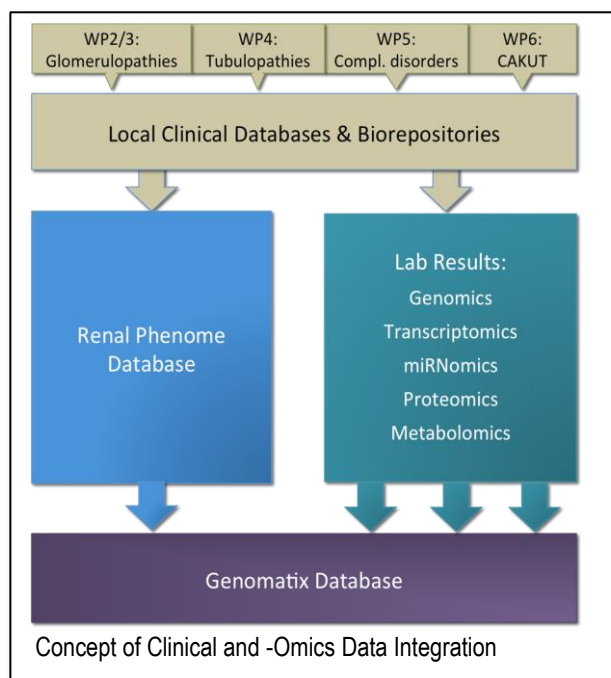 WP2/3:
Glomerulopathies
WP4:
Tubulopathies
WP5:
Compl. disorders
WP6:
CAKUT
Local Clinical Databases & Biorepositories
Renal Phenome
Database
Lab Results:
Genomics
Transcriptomics
miRNomics
Proteomics
Metabolomics
Genomatix Database
Concept of Clinical and -Omics Data Integration